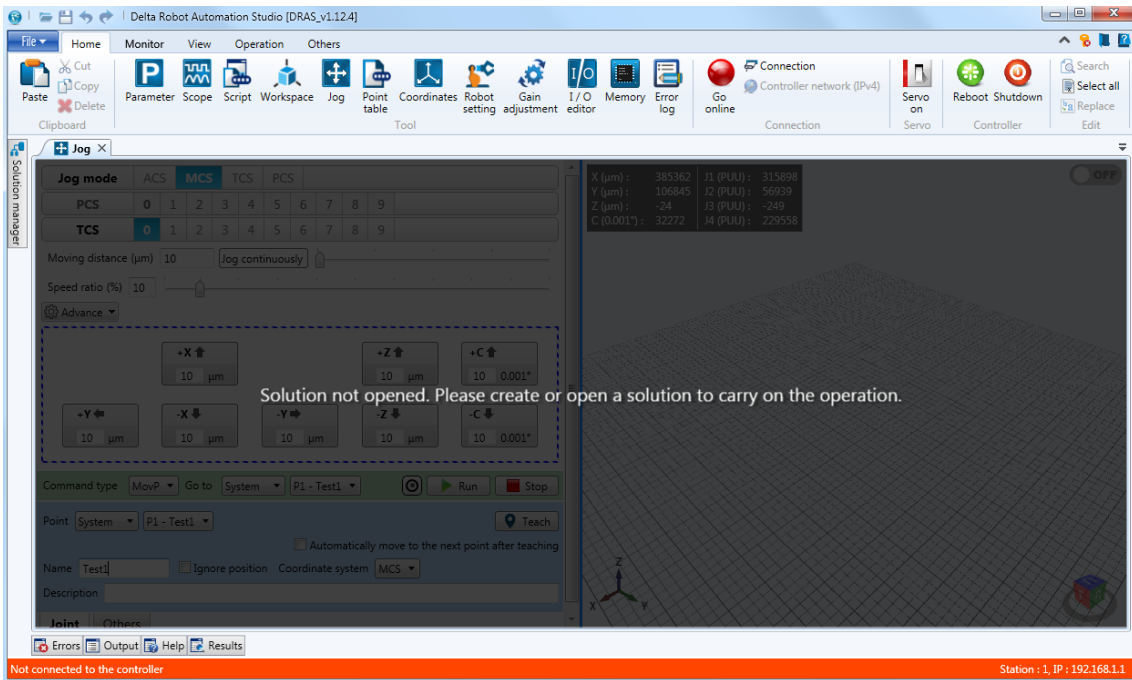 Delta Robot Automation Studio [DRAS_v1.12.4]
File Home Monitor View Operation Others
Paste Cut Copy Delete
Clipboard
Parameter Scope Script Workspace Jog Point table Coordinates Robot setting Gain adjustment I/O editor Memory Error log
Tool
Go online Connection Controller network (IPv4)
Connection
Servo on
Servo
Reboot Shutdown
Controller
Search Select all Replace
Edit
Solution manager
Jog
Jog mode ACS MCS TCS PCS
PCS 0 1 2 3 4 5 6 7 8 9
TCS 0 1 2 3 4 5 6 7 8 9
Moving distance (μm) 10 Jog continuously
Speed ratio (%) 10
Advance
+X +Z +C
10 μm 10 μm 10 0.001°
Solution not opened. Please create or open a solution to carry on the operation.
+Y -X -Y -Z -C
10 μm 10 μm 10 μm 10 μm 10 0.001°
Command type MovP Go to System P1 - Test1 Run Stop
Point System P1 - Test1 Teach
Automatically move to the next point after teaching
Name Test1 Ignore position Coordinate system MCS
Description
Joint Others
X (μm) : 385362 J1 (PUU) : 315898
Y (μm) : 106845 J2 (PUU) : 56939
Z (μm) : -24 J3 (PUU) : -249
C (0.001°) : 32272 J4 (PUU) : 229558
OFF
Z
X Y
Errors Output Help Results
Not connected to the controller
Station : 1, IP : 192.168.1.1